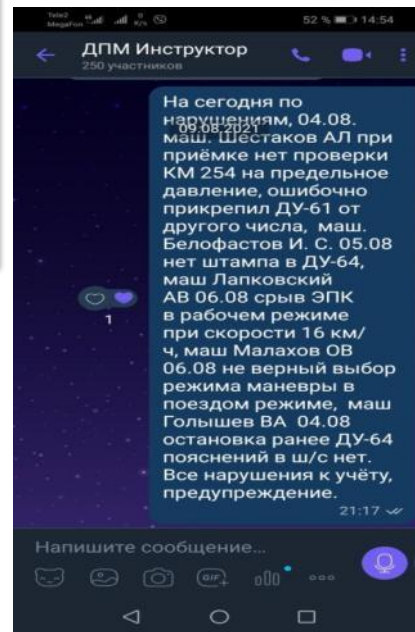 Tele2
MegaFon
0
К/с
52 % 14:54
ДПМ Инструктор
250 участников
На сегодня по
нарушениям, 04.08.
09.08.2021
маш. Шестаков АЛ при
приёмке нет проверки
КМ 254 на предельное
давление, ошибочно
прикрепил ДУ-61 от
другого числа, маш.
Белофастов И. С. 05.08
нет штампа в ДУ-64,
маш Лапковский
АВ 06.08 срыв ЭПК
в рабочем режиме
при скорости 16 км/
ч, маш Малахов ОВ
06.08 не верный выбор
режима маневры в
поездом режиме, маш
Голышев ВА 04.08
остановка ранее ДУ-64
пояснений в ш/с нет.
Все нарушения к учёту,
предупреждение.
21:17
1
Напишите сообщение...
GIF